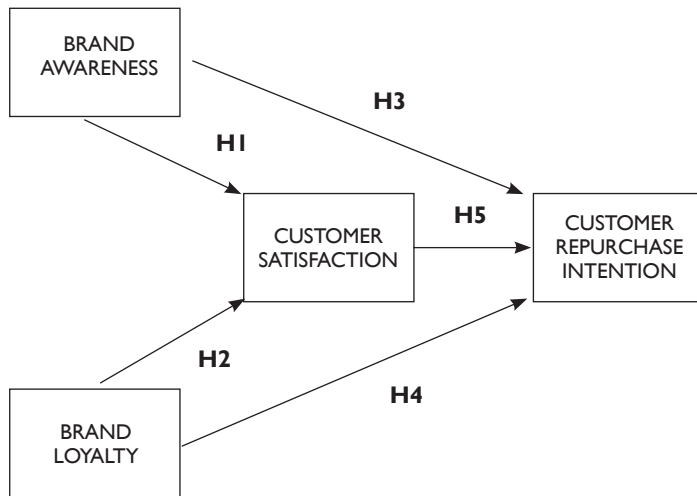 BRAND
AWARENESS
H3
H1
CUSTOMER
SATISFACTION
H5
CUSTOMER
REPURCHASE
INTENTION
H2
H4
BRAND
LOYALTY